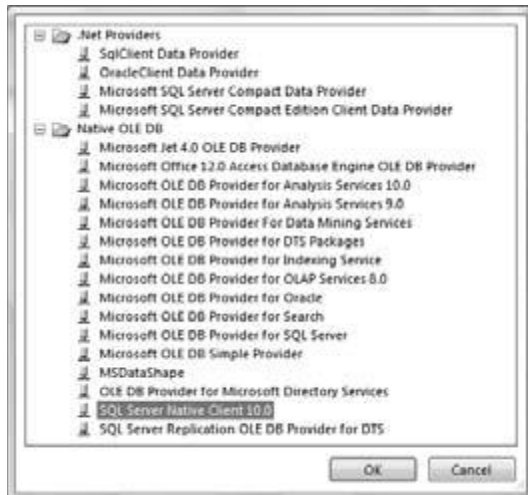 .Net Providers
SqlClient Data Provider
OracleClient Data Provider
Microsoft SQL Server Compact Data Provider
Microsoft SQL Server Compact Edition Client Data Provider
Native OLE DB
Microsoft Jet 4.0 OLE DB Provider
Microsoft Office 12.0 Access Database Engine OLE DB Provider
Microsoft OLE DB Provider for Analysis Services 10.0
Microsoft OLE DB Provider for Analysis Services 9.0
Microsoft OLE DB Provider For Data Mining Services
Microsoft OLE DB Provider for DTS Packages
Microsoft OLE DB Provider for Indexing Service
Microsoft OLE DB Provider for OLAP Services 8.0
Microsoft OLE DB Provider for Oracle
Microsoft OLE DB Provider for Search
Microsoft OLE DB Provider for SQL Server
Microsoft OLE DB Simple Provider
MSDataShape
OLE DB Provider for Microsoft Directory Services
SQL Server Native Client 10.0
SQL Server Replication OLE DB Provider for DTS
OK Cancel